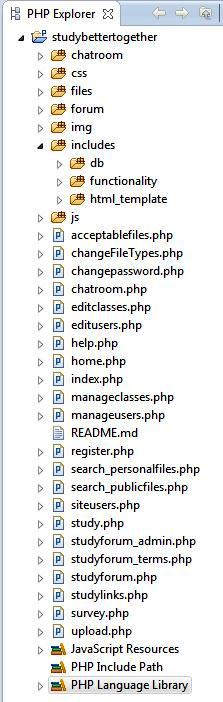 PHP Explorer
studybettertogether
chatroom
css
files
forum
img
includes
db
functionality
html_template
js
acceptablefiles.php
changeFileTypes.php
changepassword.php
chatroom.php
editclasses.php
editusers.php
help.php
home.php
index.php
manageclasses.php
manageusers.php
README.md
register.php
search_personalfiles.php
search_publicfiles.php
siteusers.php
study.php
studyforum_admin.php
studyforum_terms.php
studyforum.php
studylinks.php
survey.php
upload.php
JavaScript Resources
PHP Include Path
PHP Language Library